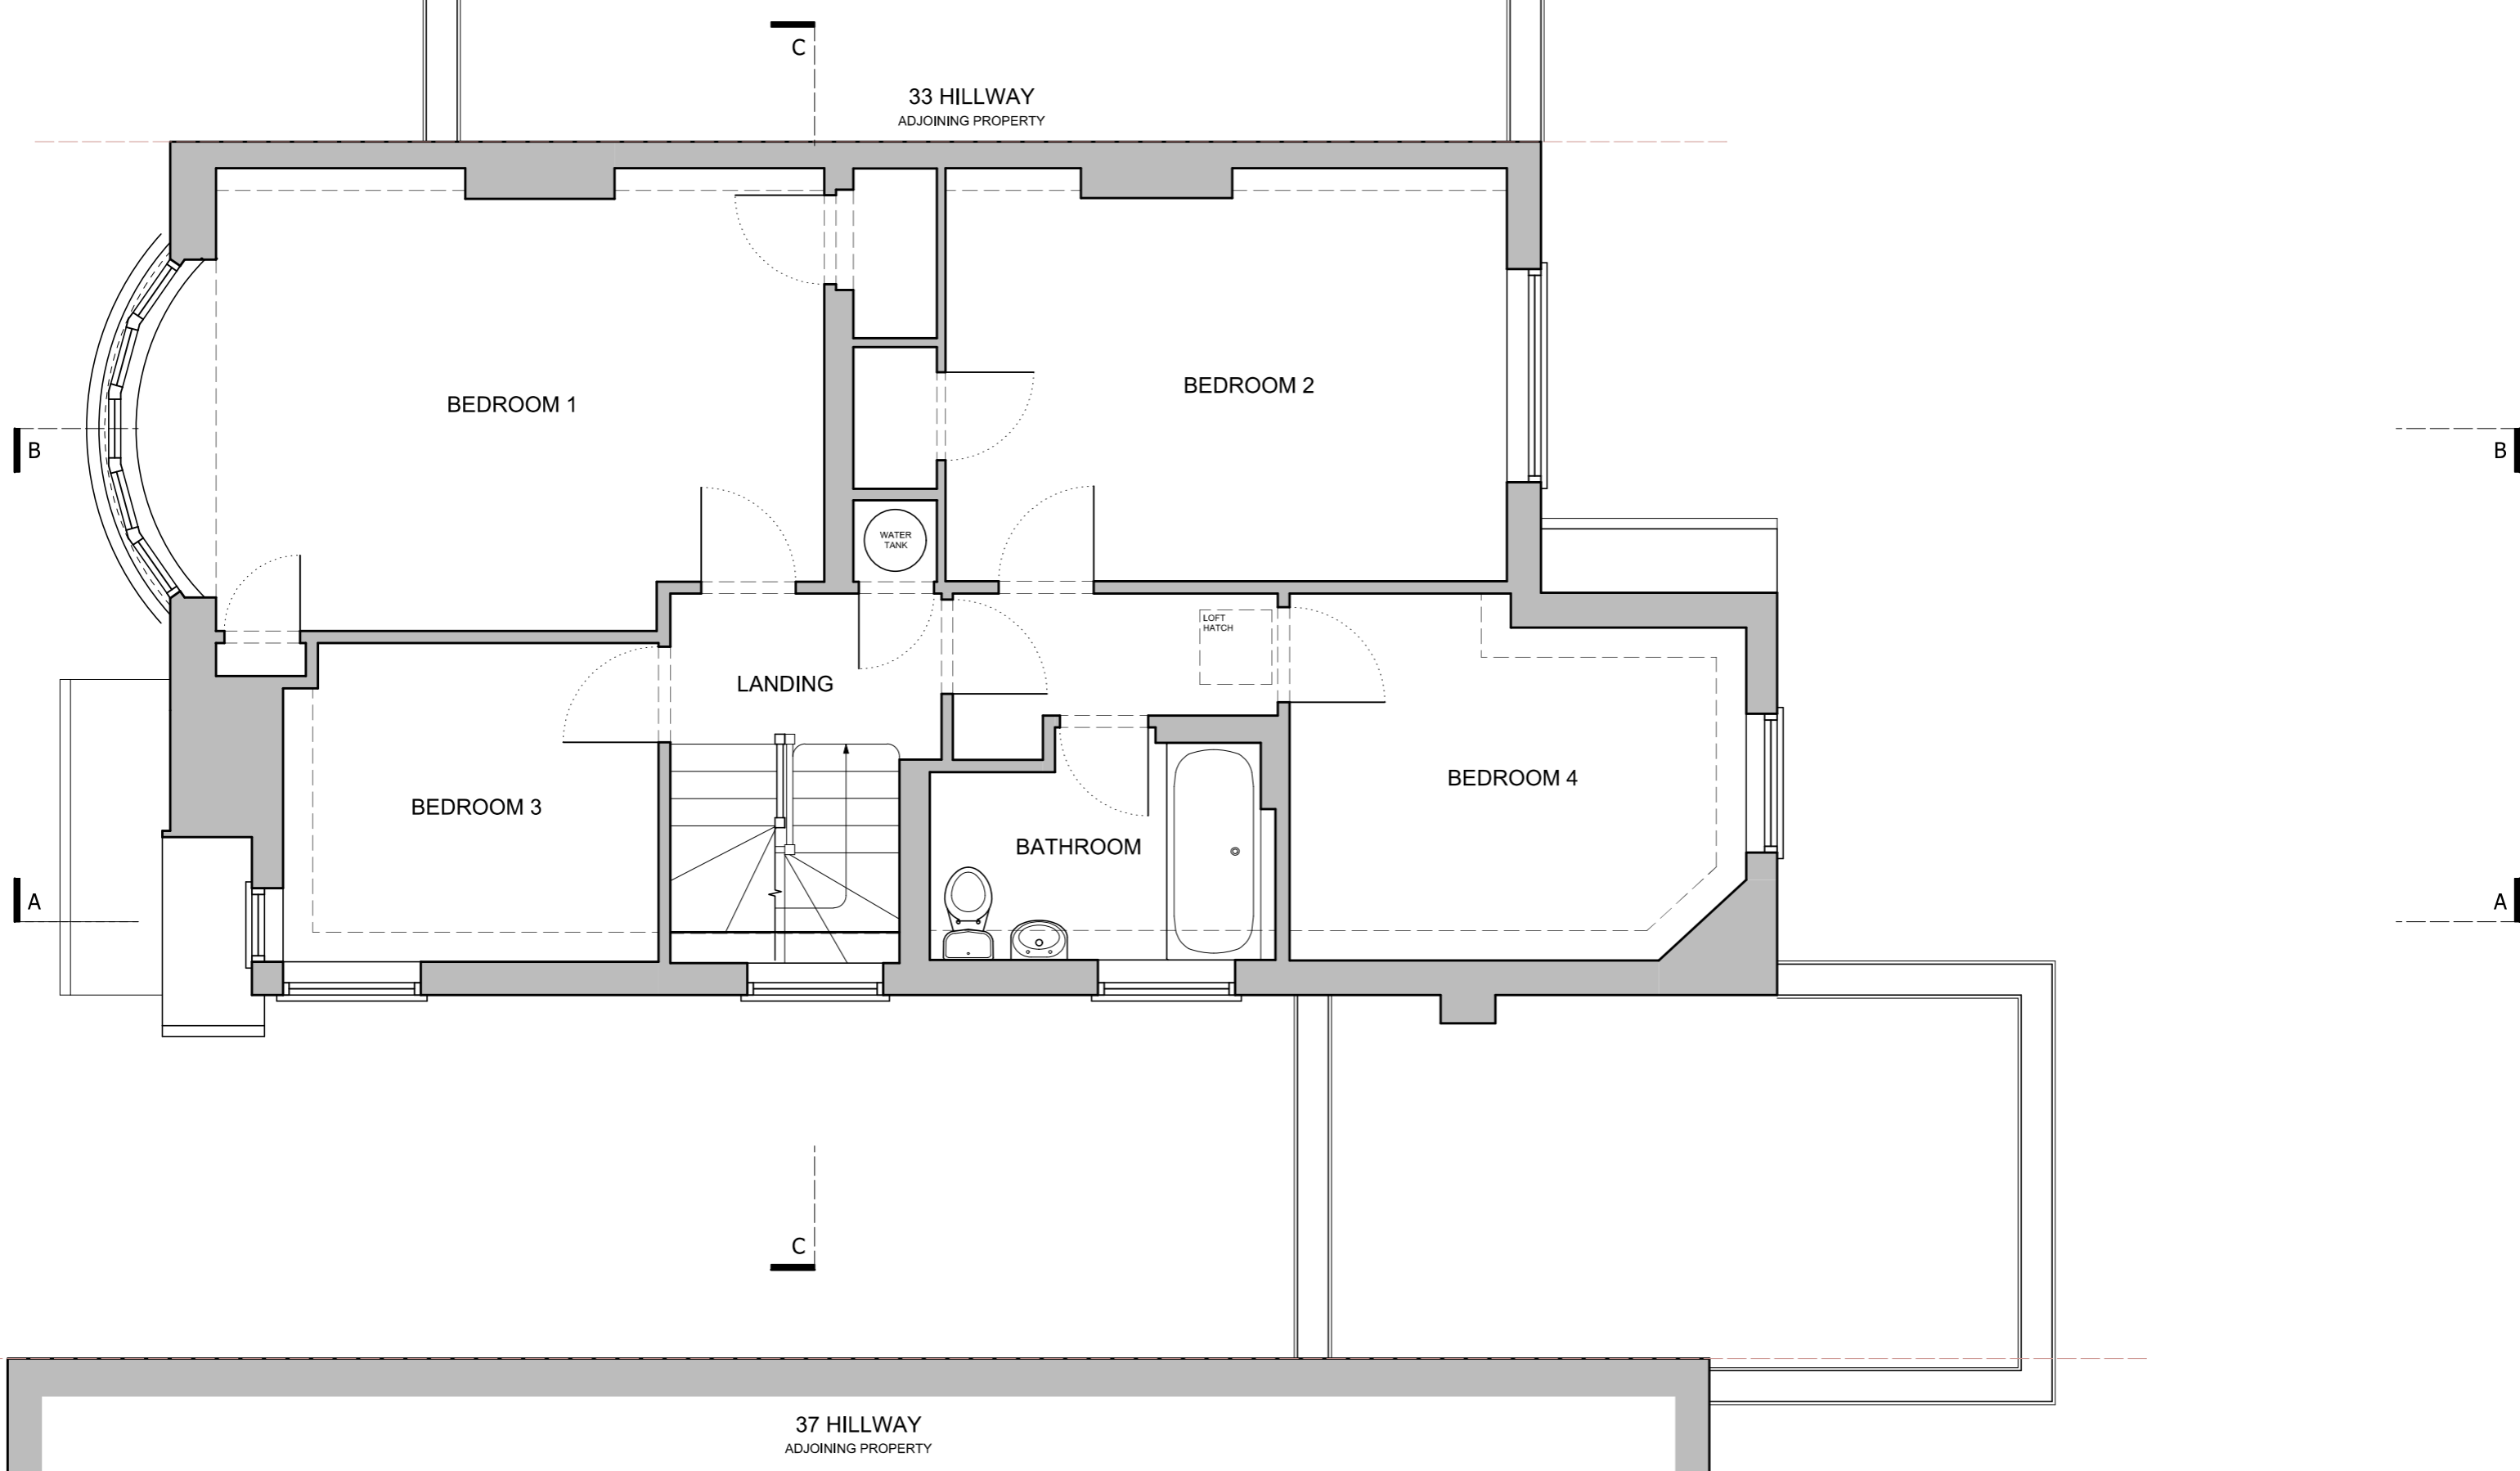 C
33 HILLWAY
ADJOINING PROPERTY
BEDROOM 2
BEDROOM 1
B
B
WATER
TANK
LOFT
HATCH
LANDING
BEDROOM 4
BEDROOM 3
BATHROOM
A
A
C
37 HILLWAY
ADJOINING PROPERTY